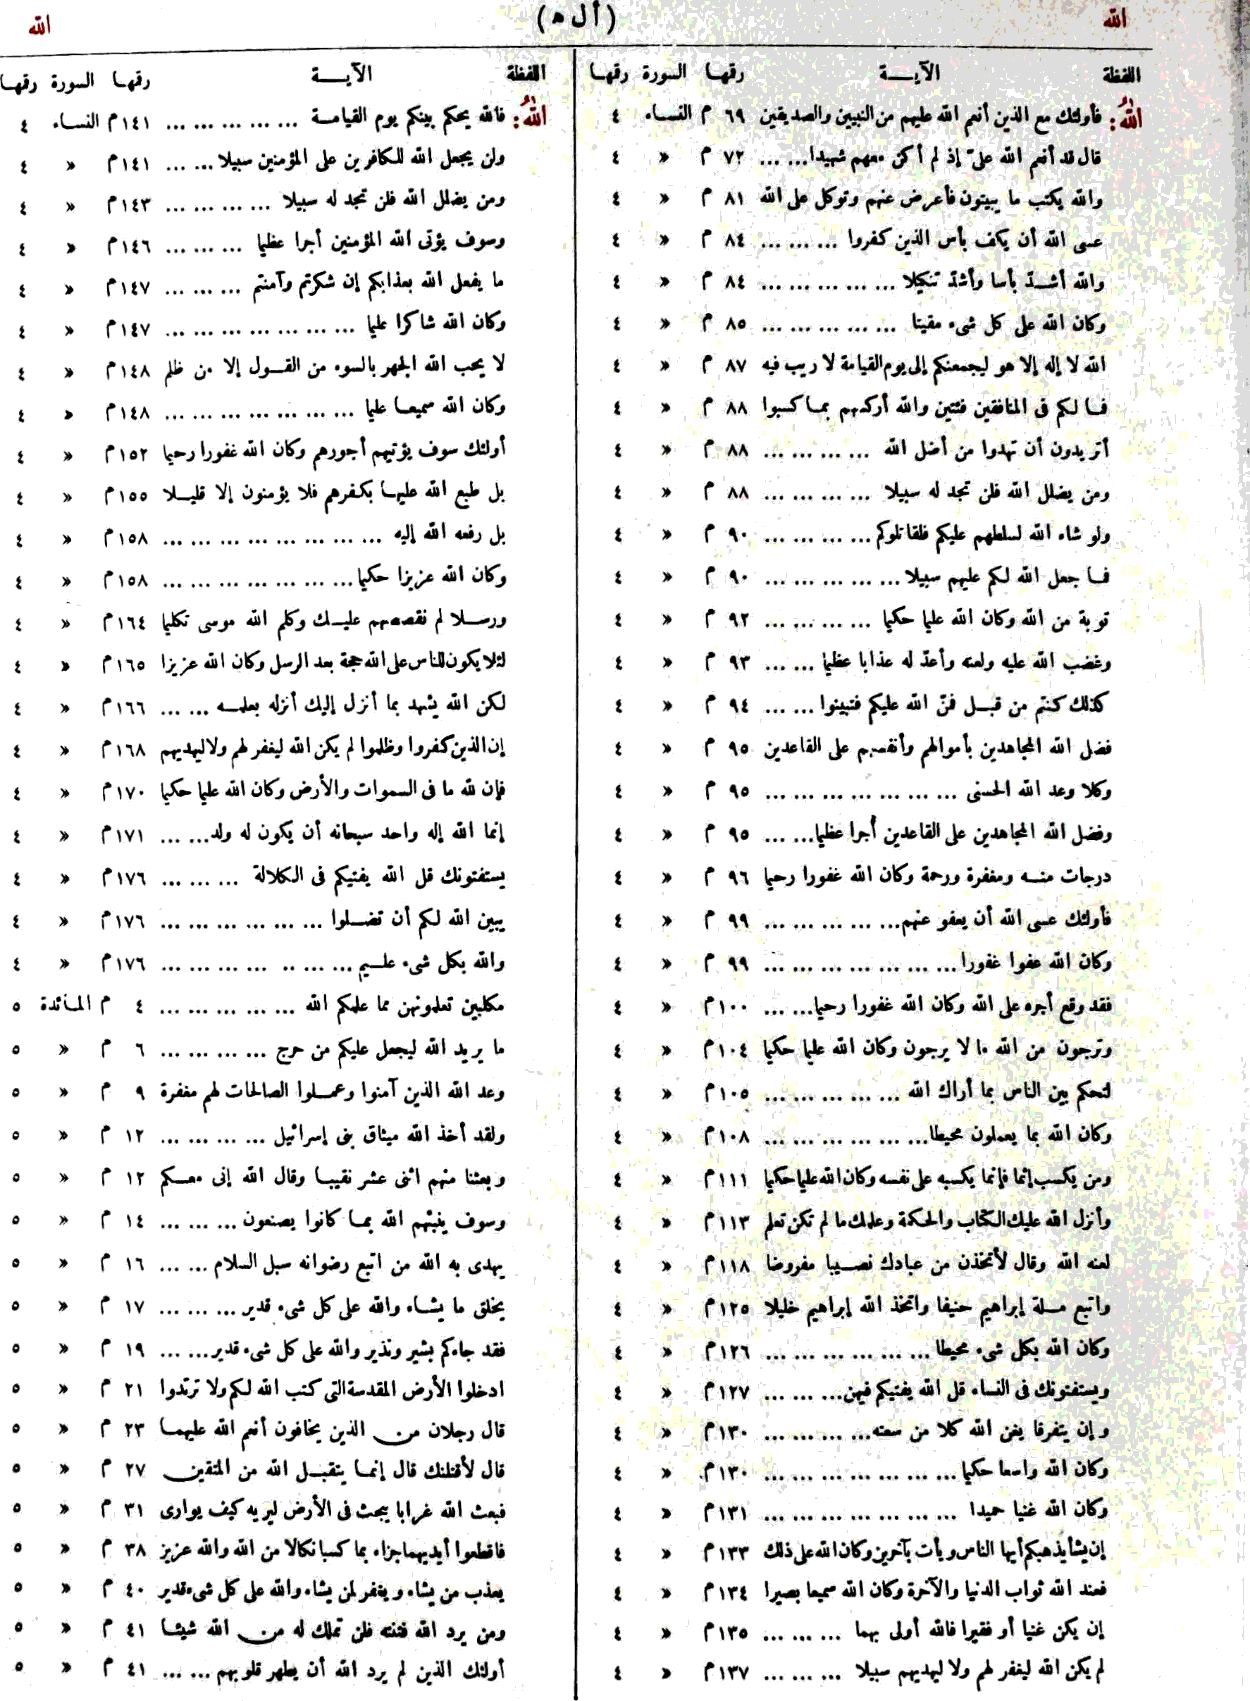 الله (أ ل ه) الله
اللفظة الآيــة رقمها السورة رقمها
اللهُ: فأولئك مع الذين أنعم الله عليهم من النبيين والصديقين ٦٩ م النساء ٤
قال قد أنعم الله علىّ إذ لم أكن معهم شهيدا... ... ٧٢ م » ٤
والله يكتب ما يبيتون فأعرض عنهم وتوكل على الله ٨١ م » ٤
عسى الله أن يكف بأس الذين كفروا ... ... ... ٨٤ م » ٤
والله أشدّ بأسا وأشدّ تنكيلا ... ... ... ... ... ٨٤ م » ٤
وكان الله على كل شىء مقيتا ... ... ... ... ... ٨٥ م » ٤
الله لا إله إلا هو ليجمعنكم إلى يوم القيامة لا ريب فيه ٨٧ م » ٤
فما لكم فى المنافقين فئتين والله أركسهم بما كسبوا ٨٨ م » ٤
أتريدون أن تهدوا من أضل الله ... ... ... ... ٨٨ م » ٤
ومن يضلل الله فلن تجد له سبيلا ... ... ... ... ٨٨ م » ٤
ولو شاء الله لسلطهم عليكم فلقاتلوكم ... ... ... ... ٩٠ م » ٤
فما جعل الله لكم عليهم سبيلا... ... ... ... ... ٩٠ م » ٤
توبة من الله وكان الله عليما حكيما ... ... ... ... ٩٢ م » ٤
وغضب الله عليه ولعنه وأعدّ له عذابا عظيما ... ... ٩٣ م » ٤
كذلك كنتم من قبل فمنّ الله عليكم فتبينوا ... ... ٩٤ م » ٤
فضل الله المجاهدين بأموالهم وأنفسهم على القاعدين ٩٥ م » ٤
وكلا وعد الله الحسنى ... ... ... ... ... ... ... ٩٥ م » ٤
وفضل الله المجاهدين على القاعدين أجرا عظيما... ... ٩٥ م » ٤
درجات منه ومغفرة ورحمة وكان الله غفورا رحيما ٩٦ م » ٤
فأولئك عسى الله أن يعفو عنهم... ... ... ... ... ٩٩ م » ٤
وكان الله عفوا غفورا... ... ... ... ... ... ... ٩٩ م » ٤
فقد وقع أجره على الله وكان الله غفورا رحيما... ... ١٠٠م » ٤
وترجون من الله ما لا يرجون وكان الله عليما حكيما ١٠٤م » ٤
لتحكم بين الناس بما أراك الله ... ... ... ... ... ١٠٥م » ٤
وكان الله بما يعملون محيطا... ... ... ... ... ... ١٠٨م » ٤
ومن يكسب إثما فإنما يكسبه على نفسه وكان الله عليما حكيما ١١١م » ٤
وأنزل الله عليك الكتاب والحكمة وعلمك ما لم تكن تعلم ١١٣م » ٤
لعنه الله وقال لأتخذن من عبادك نصيبا مفروضا ١١٨م » ٤
واتبع ملة إبراهيم حنيفا واتخذ الله إبراهيم خليلا ١٢٥م » ٤
وكان الله بكل شىء محيطا ... ... ... ... ... ... ١٢٦م » ٤
ويستفتونك فى النساء قل الله يفتيكم فيهن... ... ... ١٢٧م » ٤
وإن يتفرقا يغن الله كلا من سعته... ... ... ... ١٣٠م » ٤
وكان الله واسعا حكيما... ... ... ... ... ... ... ١٣٠م » ٤
وكان الله غنيا حميدا ... ... ... ... ... ... ... ١٣١م » ٤
إن يشأ يذهبكم أيها الناس ويأت بآخرين وكان الله على ذلك ١٣٣م » ٤
فعند الله ثواب الدنيا والآخرة وكان الله سميعا بصيرا ١٣٤م » ٤
إن يكن غنيا أو فقيرا فالله أولى بهما ... ... ... ١٣٥م » ٤
لم يكن الله ليغفر لهم ولا ليهديهم سبيلا ... ... ... ١٣٧م » ٤
اللفظة الآيــة رقمها السورة رقمها
اللهُ: فالله يحكم بينكم يوم القيامة ... ... ... ... ... ١٤١م النساء ٤
ولن يجعل الله للكافرين على المؤمنين سبيلا... ... ١٤١م » ٤
ومن يضلل الله فلن تجد له سبيلا ... ... ... ... ١٤٣م » ٤
وسوف يؤتى الله المؤمنين أجرا عظيما ... ... ... ١٤٦م » ٤
ما يفعل الله بعذابكم إن شكرتم وآمنتم ... ... ... ١٤٧م » ٤
وكان الله شاكرا عليما ... ... ... ... ... ... ... ١٤٧م » ٤
لا يحب الله الجهر بالسوء من القول إلا من ظلم ١٤٨م » ٤
وكان الله سميعا عليما ... ... ... ... ... ... ... ١٤٨م » ٤
أولئك سوف يؤتيهم أجورهم وكان الله غفورا رحيما ١٥٢م » ٤
بل طبع الله عليها بكفرهم فلا يؤمنون إلا قليلا ١٥٥م » ٤
بل رفعه الله إليه ... ... ... ... ... ... ... ... ١٥٨م » ٤
وكان الله عزيزا حكيما... ... ... ... ... ... ... ١٥٨م » ٤
ورسلا لم نقصصهم عليك وكلم الله موسى تكليما ١٦٤م » ٤
لئلا يكون للناس على الله حجة بعد الرسل وكان الله عزيزا ١٦٥م » ٤
لكن الله يشهد بما أنزل إليك أنزله بعلمه ... ... ١٦٦م » ٤
إن الذين كفروا وظلموا لم يكن الله ليغفر لهم ولا ليهديهم ١٦٨م » ٤
فإن لله ما فى السموات والأرض وكان الله عليما حكيما ١٧٠م » ٤
إنما الله إله واحد سبحانه أن يكون له ولد... ... ١٧١م » ٤
يستفتونك قل الله يفتيكم فى الكلالة ... ... ... ١٧٦م » ٤
يبين الله لكم أن تضلوا ... ... ... ... ... ... ١٧٦م » ٤
والله بكل شىء عليم ... ... .. ... ... ... ... ١٧٦م » ٤
مكلبين تعلمونهن مما علمكم الله ... ... ... ... ... ٤ م المائدة ٥
ما يريد الله ليجعل عليكم من حرج ... ... ... ... ٦ م » ٥
وعد الله الذين آمنوا وعملوا الصالحات لهم مغفرة ٩ م » ٥
ولقد أخذ الله ميثاق بنى إسرائيل ... ... ... ... ١٢ م » ٥
وبعثنا منهم اثنى عشر نقيبا وقال الله إنى معكم ١٢ م » ٥
وسوف ينبئهم الله بما كانوا يصنعون ... ... ... ١٤ م » ٥
يهدى به الله من اتبع رضوانه سبل السلام ... ... ١٦ م » ٥
يخلق ما يشاء والله على كل شىء قدير ... ... ... ١٧ م » ٥
فقد جاءكم بشير ونذير والله على كل شىء قدير... ... ١٩ م » ٥
ادخلوا الأرض المقدسة التى كتب الله لكم ولا ترتدوا ٢١ م » ٥
قال رجلان من الذين يخافون أنعم الله عليهما ٢٣ م » ٥
قال لأقتلنك قال إنما يتقبل الله من المتقين ٢٧ م » ٥
فبعث الله غرابا يبحث فى الأرض ليريه كيف يوارى ٣١ م » ٥
فاقطعوا أيديهما جزاء بما كسبا نكالا من الله والله عزيز ٣٨ م » ٥
يعذب من يشاء ويغفر لمن يشاء والله على كل شىء قدير ٤٠ م » ٥
ومن يرد الله فتنته فلن تملك له من الله شيئا ٤١ م » ٥
أولئك الذين لم يرد الله أن يطهر قلوبهم ... ... ٤١ م » ٥